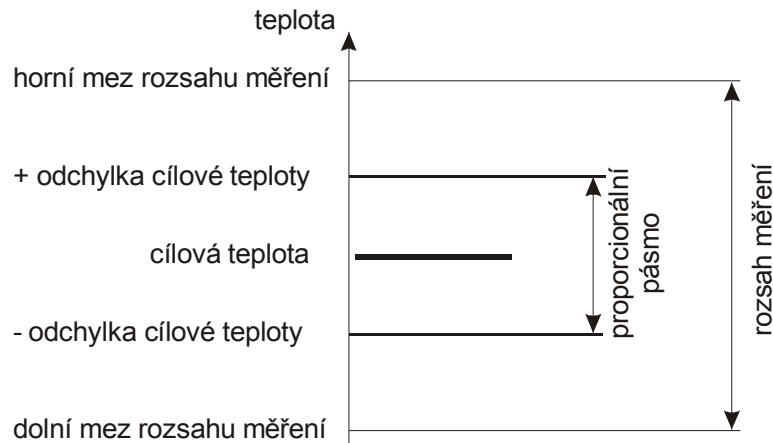 teplota
horní mez rozsahu měření
+ odchylka cílové teploty
cílová teplota
- odchylka cílové teploty
dolní mez rozsahu měření
proporcionální
pásmo
rozsah měření